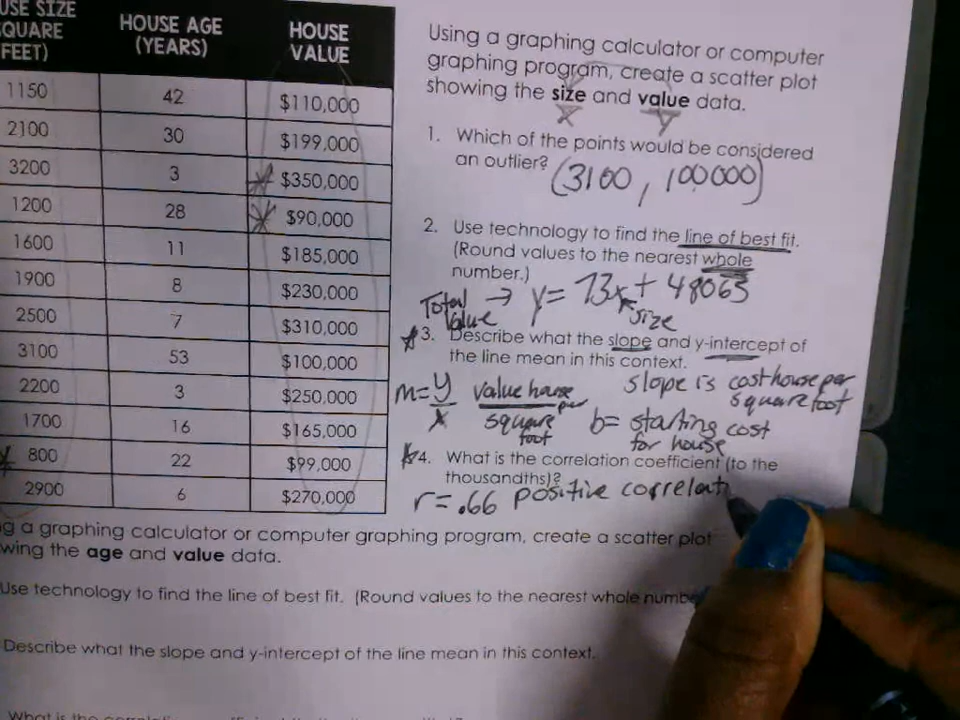 USE SIZE
QUARE
FEET)
HOUSE AGE
(YEARS)
HOUSE
VALUE
1150 42 $110,000
2100 30 $199,000
3200 3 $350,000
1200 28 $90,000
1600 11 $185,000
1900 8 $230,000
2500 7 $310,000
3100 53 $100,000
2200 3 $250,000
1700 16 $165,000
800 22 $99,000
2900 6 $270,000
Using a graphing calculator or computer
graphing program, create a scatter plot
showing the size and value data.
x y
1. Which of the points would be considered
an outlier? (3100, 100000)
2. Use technology to find the line of best fit.
(Round values to the nearest whole
number.)
Total Value → y= 73x + 48063
size
3. Describe what the slope and y-intercept of
the line mean in this context.
m= y/x value house per square foot
slope is cost house per square foot
b= starting cost for house
4. What is the correlation coefficient (to the
thousandths)?
r= .66 positive correlat
ng a graphing calculator or computer graphing program, create a scatter plot
wing the age and value data.
Use technology to find the line of best fit. (Round values to the nearest whole numbe
Describe what the slope and y-intercept of the line mean in this context.